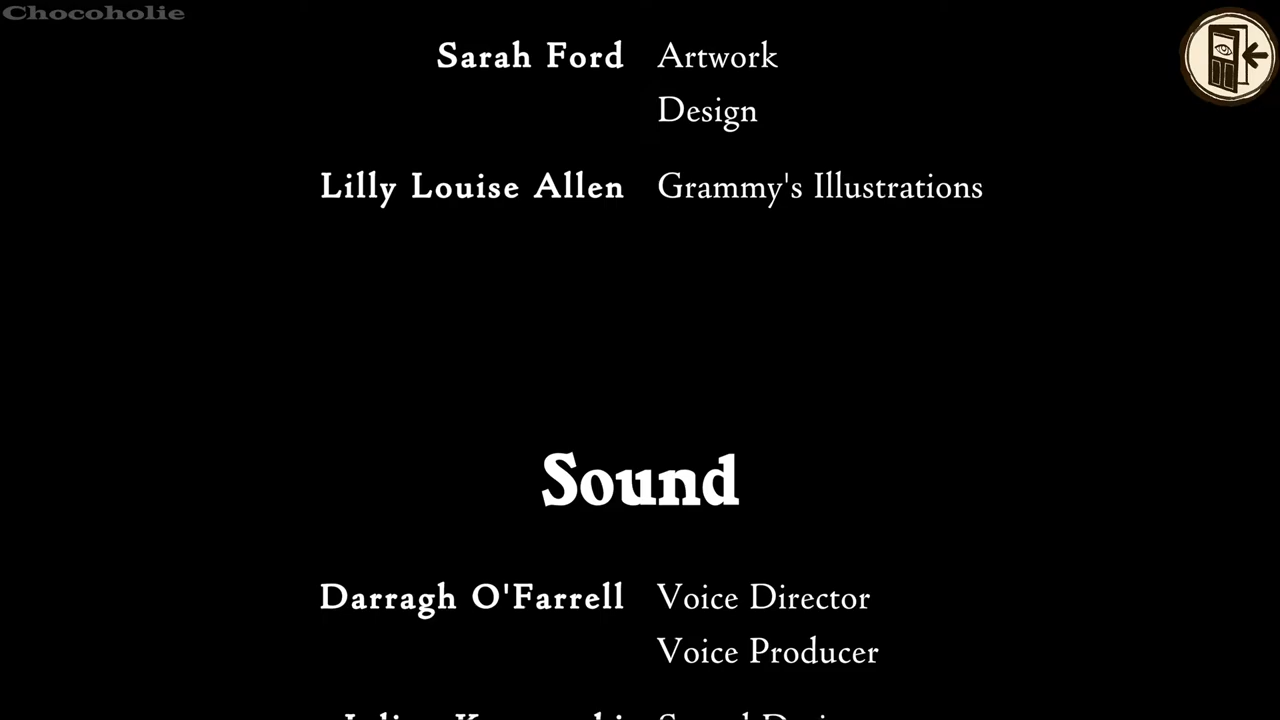 Chocoholie
Sarah Ford Artwork
Design
Lilly Louise Allen Grammy's Illustrations
Sound
Darragh O'Farrell Voice Director
Voice Producer